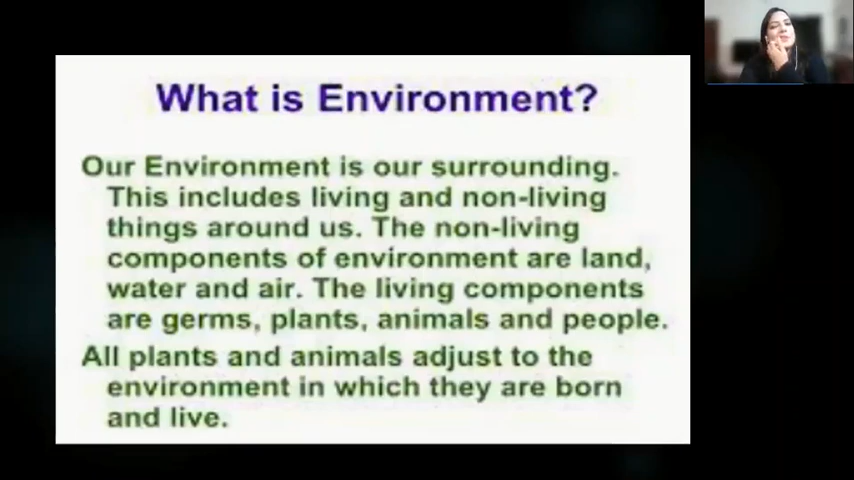 What is Environment?
Our Environment is our surrounding.
This includes living and non-living
things around us. The non-living
components of environment are land,
water and air. The living components
are germs, plants, animals and people.
All plants and animals adjust to the
environment in which they are born
and live.